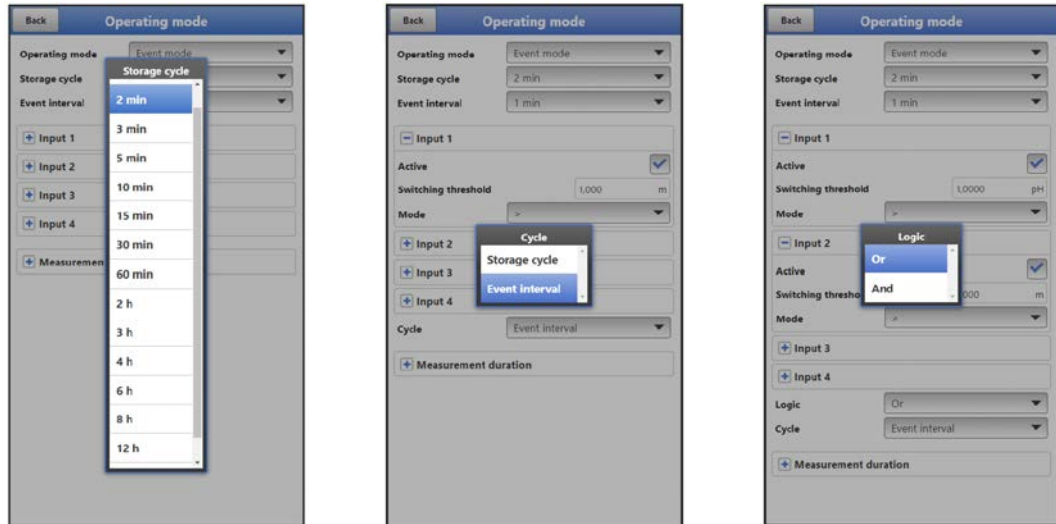 Back Operating mode
Operating mode Event mode
Storage cycle
Event interval
Storage cycle
2 min
3 min
5 min
10 min
15 min
30 min
60 min
2 h
3 h
4 h
6 h
8 h
12 h
Input 1
Input 2
Input 3
Input 4
Measuremen
Back Operating mode
Operating mode Event mode
Storage cycle 2 min
Event interval 1 min
Input 1
Active
Switching threshold 1,000 m
Mode >
Input 2
Input 3
Input 4
Cycle
Storage cycle
Event interval
Cycle Event interval
Measurement duration
Back Operating mode
Operating mode Event mode
Storage cycle 2 min
Event interval 1 min
Input 1
Active
Switching threshold 1,0000 pH
Mode >
Input 2
Logic
Or
And
Active
Switching thresho 000 m
Mode >
Input 3
Input 4
Logic Or
Cycle Event interval
Measurement duration